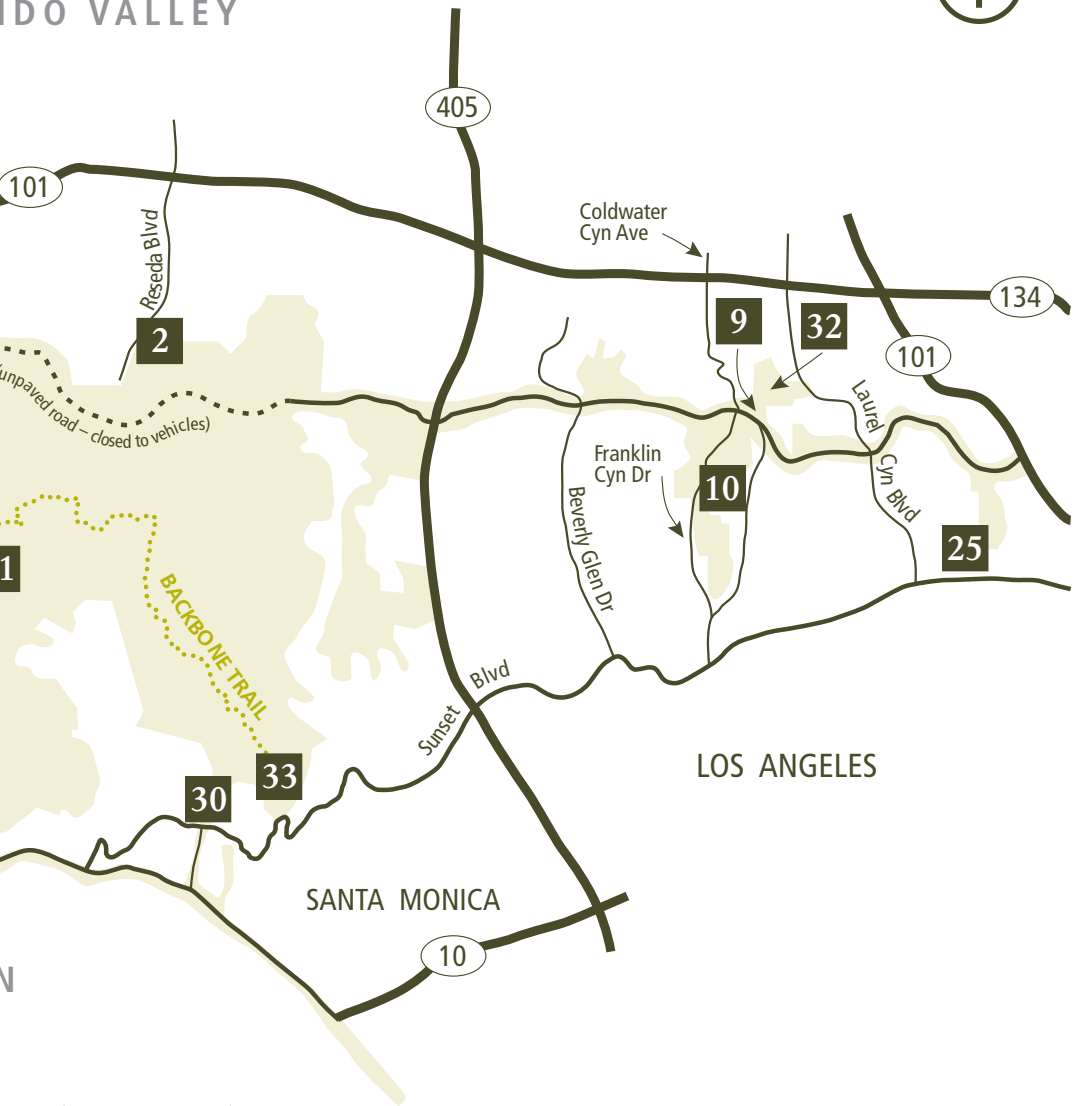 IDO VALLEY
405
101
Reseda Blvd
Coldwater
Cyn Ave
134
2
9
32
101
(unpaved road – closed to vehicles)
Laurel
Cyn Blvd
Franklin
Cyn Dr
10
Beverly Glen Dr
25
1
BACKBONE TRAIL
Sunset
Blvd
LOS ANGELES
33
30
SANTA MONICA
10
N